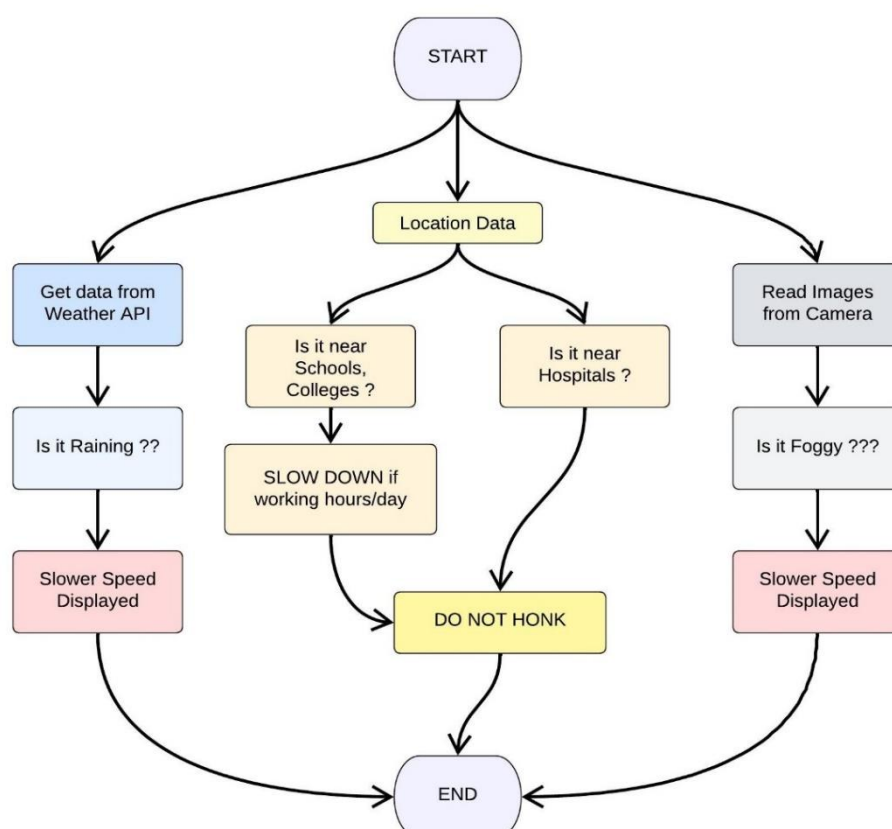 START
Location Data
Get data from
Weather API
Read Images
from Camera
Is it near
Schools,
Colleges ?
Is it near
Hospitals ?
Is it Raining ??
SLOW DOWN if
working hours/day
Is it Foggy ???
Slower Speed
Displayed
DO NOT HONK
Slower Speed
Displayed
END